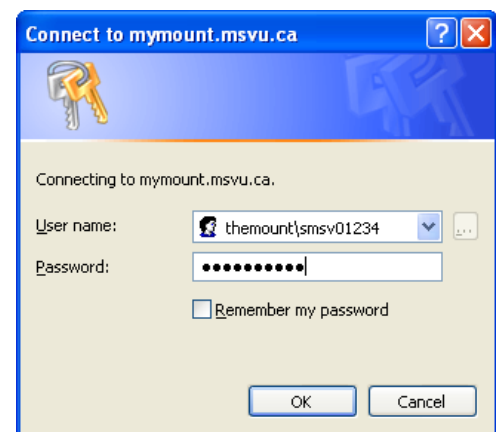 Connect to mymount.msvu.ca
Connecting to mymount.msvu.ca.
User name: themount\smsv01234 ...
Password: ●●●●●●●●●●
Remember my password
OK Cancel